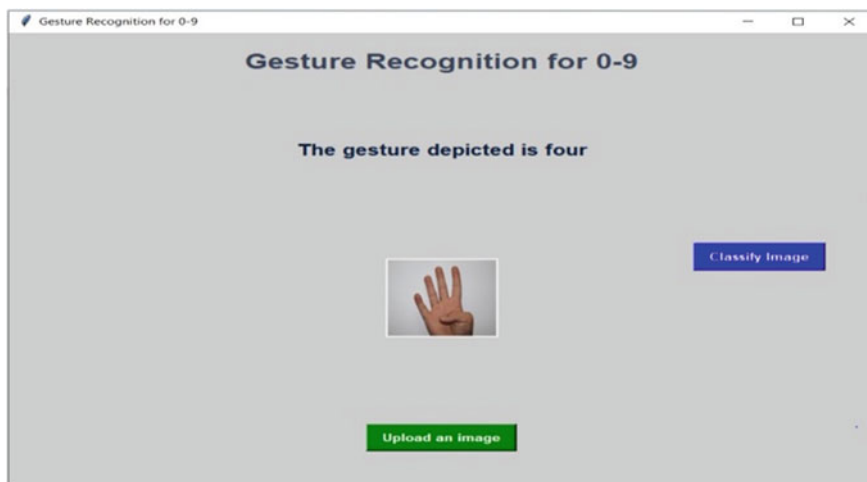 Gesture Recognition for 0-9
Gesture Recognition for 0-9
The gesture depicted is four
Classify Image
Upload an image